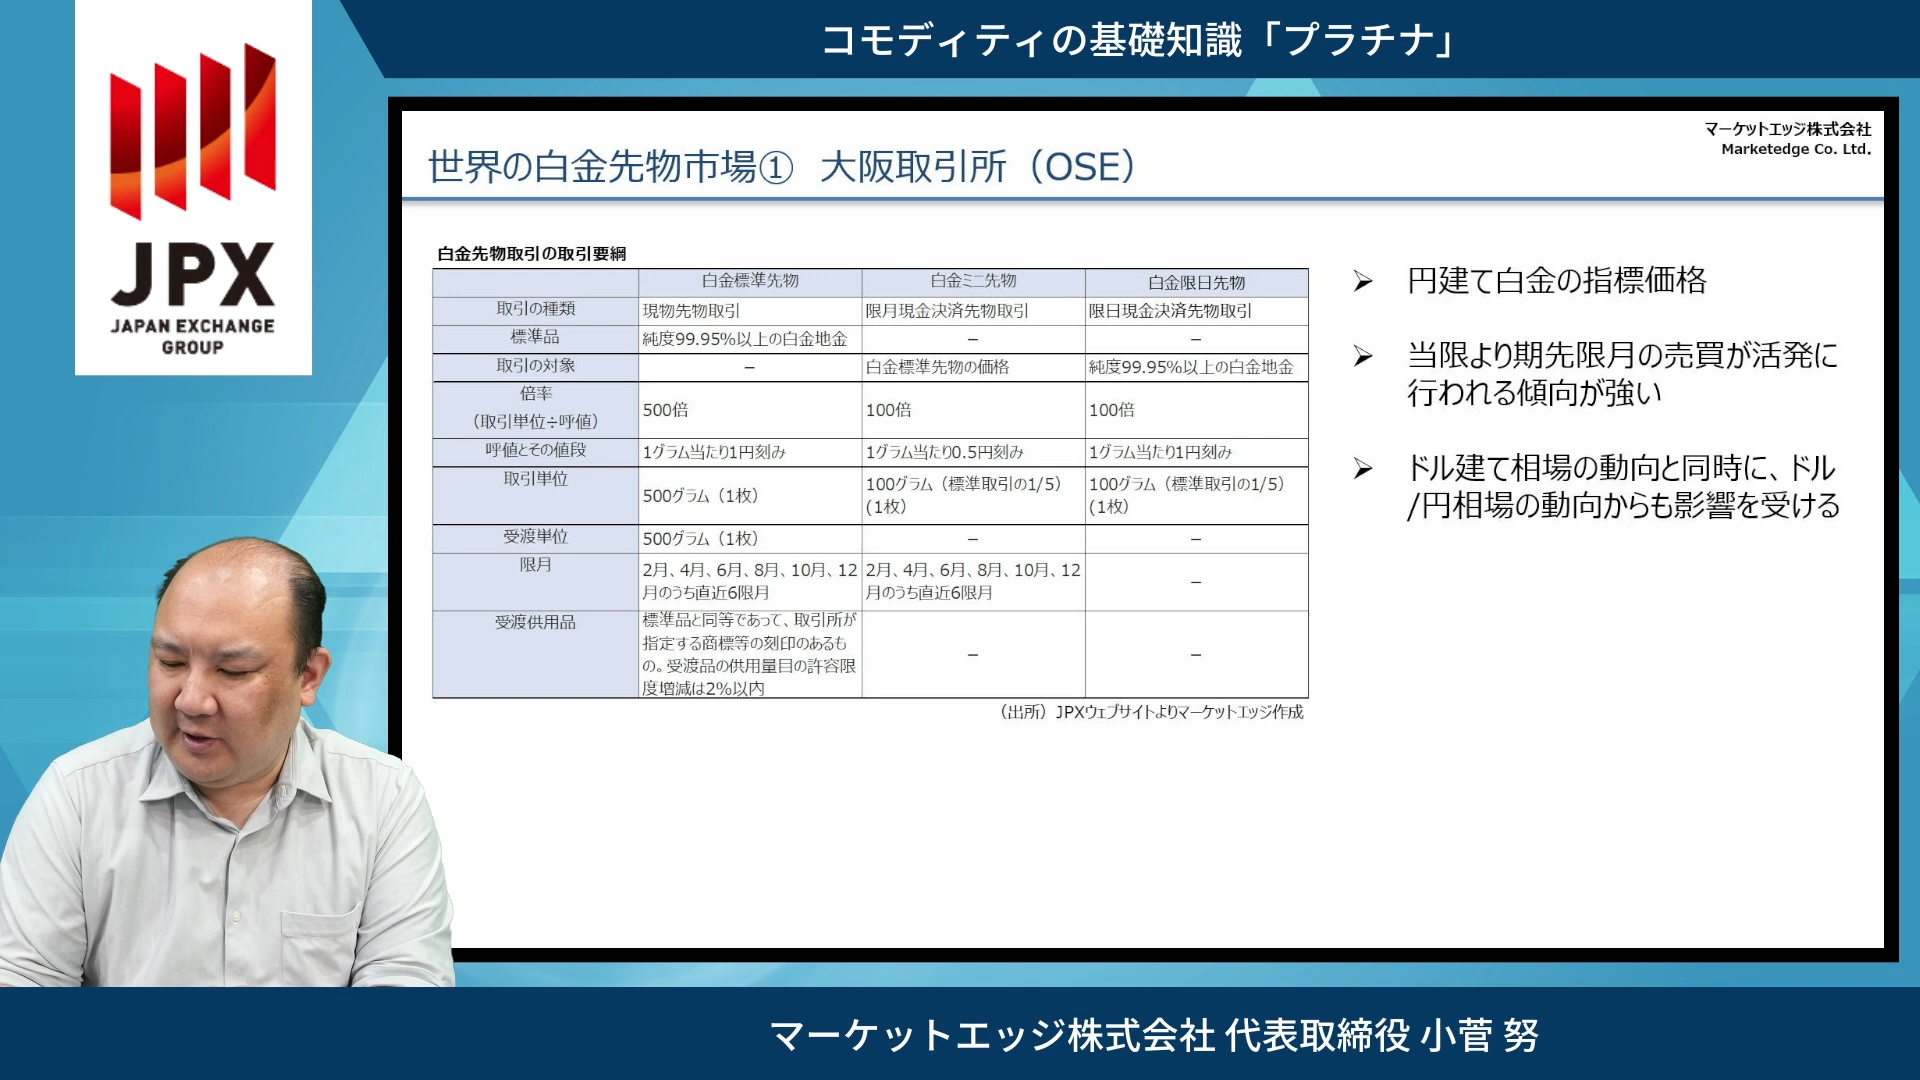 コモディティの基礎知識「プラチナ」
JPX
JAPAN EXCHANGE
GROUP
マーケットエッジ株式会社
Marketedge Co. Ltd.
世界の白金先物市場① 大阪取引所（OSE）
白金先物取引の取引要綱
白金標準先物 白金ミニ先物 白金限日先物
取引の種類 現物先物取引 限月現金決済先物取引 限日現金決済先物取引
標準品 純度99.95%以上の白金地金 － －
取引の対象 － 白金標準先物の価格 純度99.95%以上の白金地金
倍率
（取引単位÷呼値） 500倍 100倍 100倍
呼値とその値段 1グラム当たり1円刻み 1グラム当たり0.5円刻み 1グラム当たり1円刻み
取引単位 500グラム（1枚） 100グラム（標準取引の1/5） 100グラム（標準取引の1/5）
(1枚） (1枚）
受渡単位 500グラム（1枚） － －
限月 2月、4月、6月、8月、10月、12 2月、4月、6月、8月、10月、12 －
月のうち直近6限月 月のうち直近6限月
受渡供用品 標準品と同等であって、取引所が
指定する商標等の刻印のあるも
の。受渡品の供用量目の許容限 － －
度増減は2%以内
（出所）JPXウェブサイトよりマーケットエッジ作成
➢ 円建て白金の指標価格
➢ 当限より期先限月の売買が活発に
行われる傾向が強い
➢ ドル建て相場の動向と同時に、ドル
/円相場の動向からも影響を受ける
マーケットエッジ株式会社 代表取締役 小菅 努